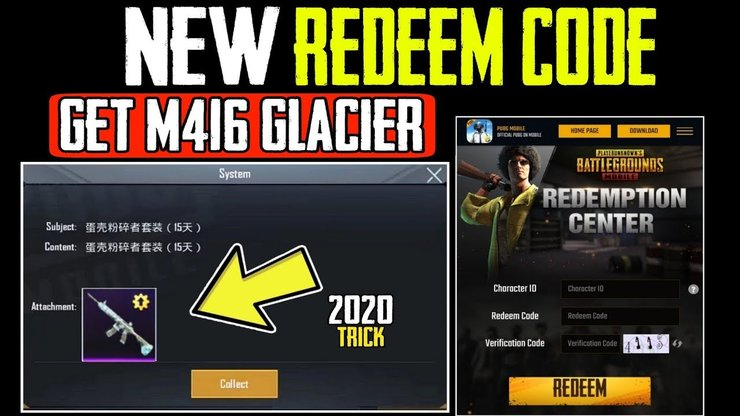 NEW REDEEM CODE
GET M416 GLACIER
System
Subject: 蛋壳粉碎者套装（15天）
Content: 蛋壳粉碎者套装（15天）
Attachment:
2020
TRICK
Collect
PUBG MOBILE
OFFICIAL PUBG ON MOBILE
HOME PAGE
DOWNLOAD
PLAYERUNKNOWN'S
BATTLEGROUNDS
MOBILE
REDEMPTION
CENTER
Character ID
Character ID
?
Redeem Code
Redeem Code
Verification Code
Verification Code
REDEEM